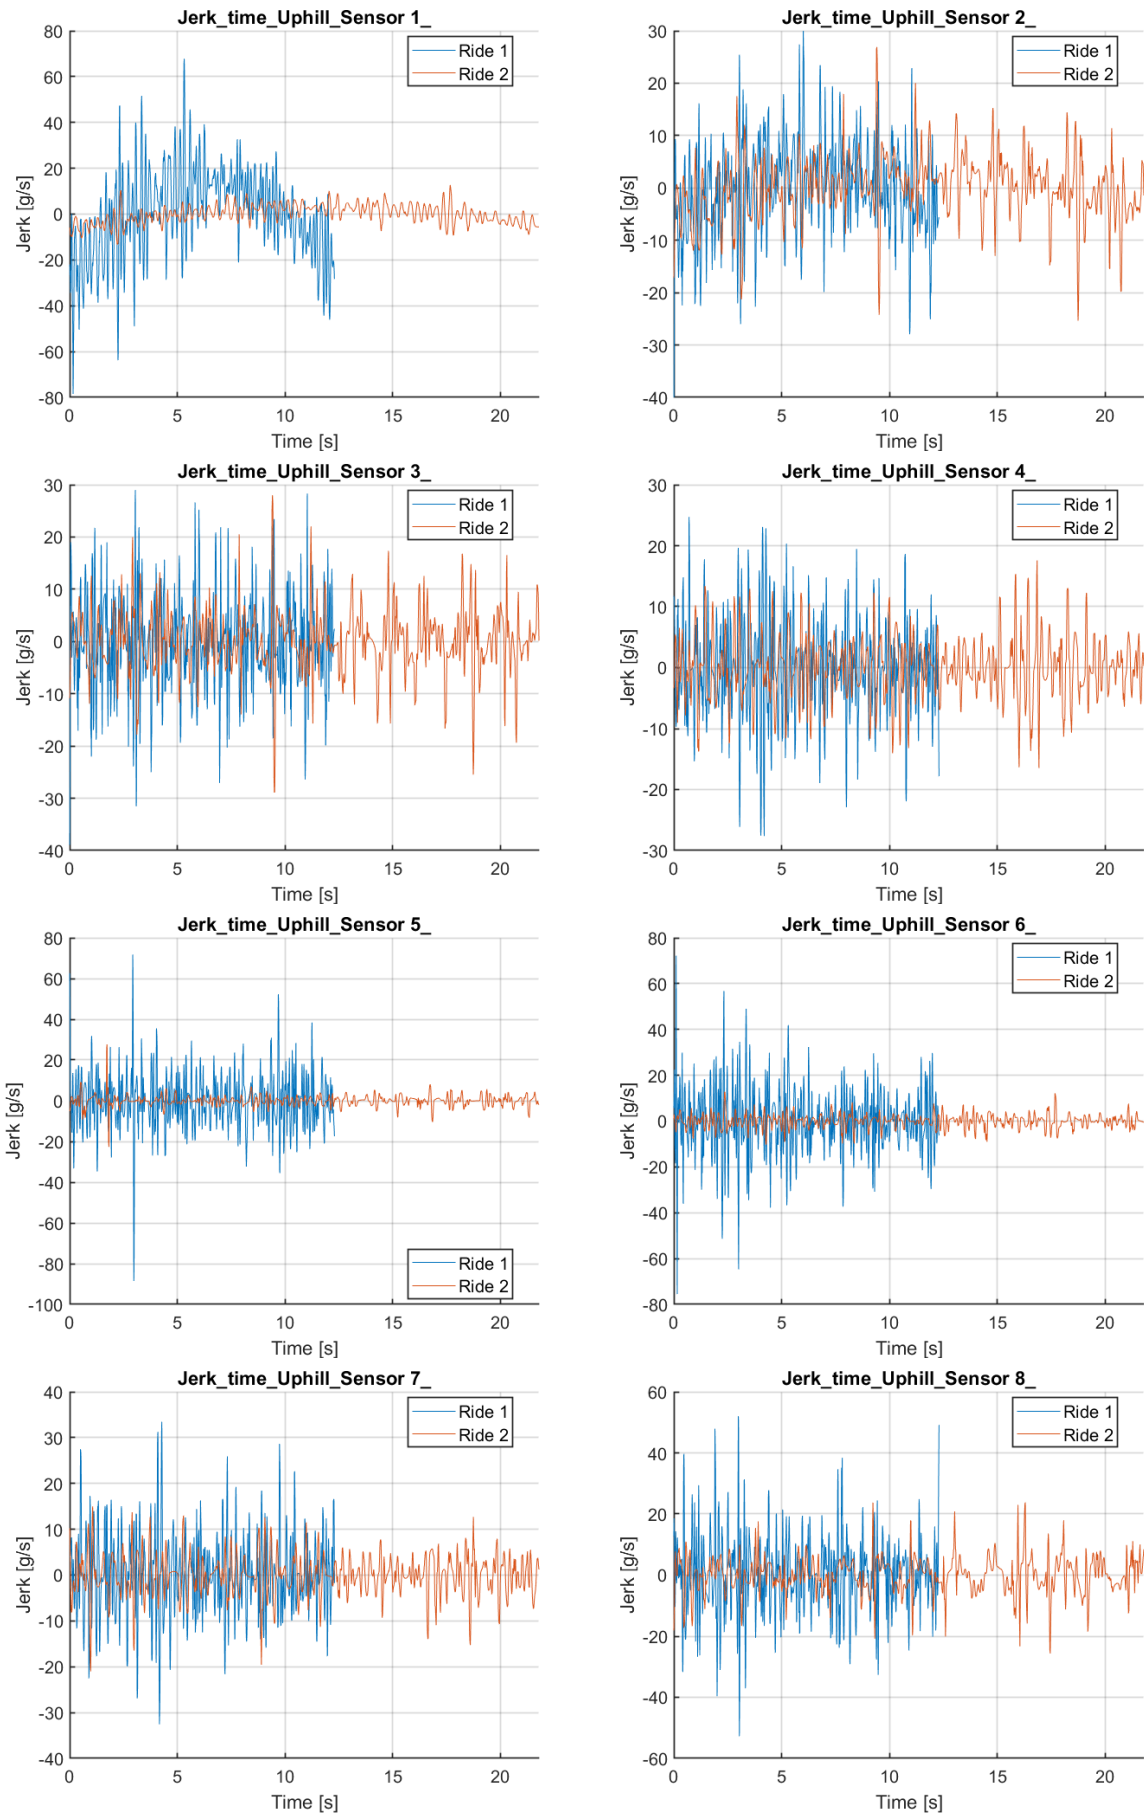 Jerk_time_Uphill_Sensor 1_
Ride 1
Ride 2
80
60
40
20
0
-20
-40
-60
-80
Jerk [g/s]
0 5 10 15 20
Time [s]
Jerk_time_Uphill_Sensor 2_
Ride 1
Ride 2
30
20
10
0
-10
-20
-30
-40
Jerk [g/s]
0 5 10 15 20
Time [s]
Jerk_time_Uphill_Sensor 3_
Ride 1
Ride 2
30
20
10
0
-10
-20
-30
-40
Jerk [g/s]
0 5 10 15 20
Time [s]
Jerk_time_Uphill_Sensor 4_
Ride 1
Ride 2
30
20
10
0
-10
-20
-30
Jerk [g/s]
0 5 10 15 20
Time [s]
Jerk_time_Uphill_Sensor 5_
80
60
40
20
0
-20
-40
-60
-80
-100
Jerk [g/s]
Ride 1
Ride 2
0 5 10 15 20
Time [s]
Jerk_time_Uphill_Sensor 6_
Ride 1
Ride 2
80
60
40
20
0
-20
-40
-60
-80
Jerk [g/s]
0 5 10 15 20
Time [s]
Jerk_time_Uphill_Sensor 7_
Ride 1
Ride 2
40
30
20
10
0
-10
-20
-30
-40
Jerk [g/s]
0 5 10 15 20
Time [s]
Jerk_time_Uphill_Sensor 8_
Ride 1
Ride 2
60
40
20
0
-20
-40
-60
Jerk [g/s]
0 5 10 15 20
Time [s]